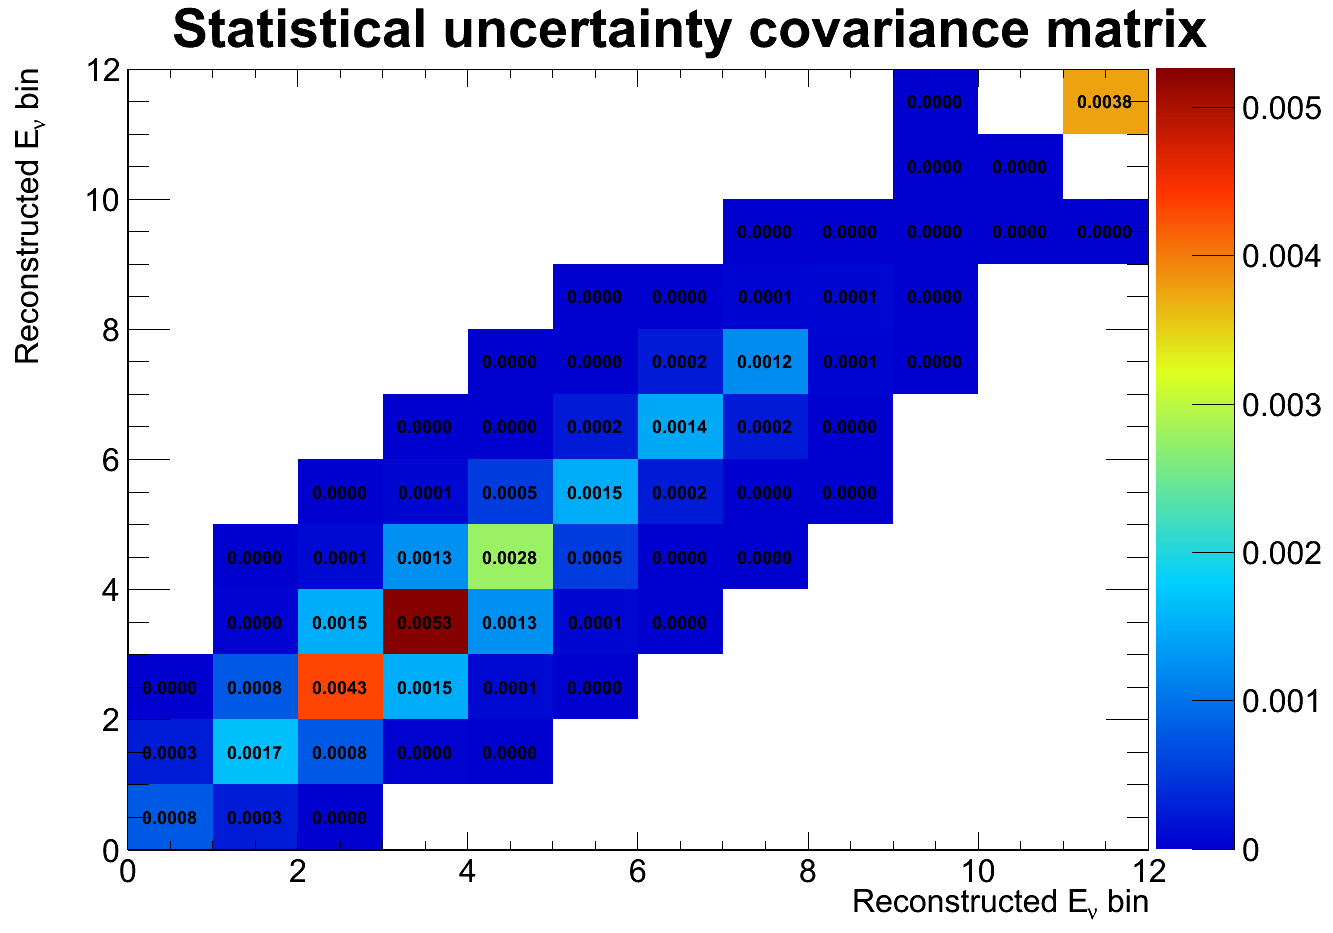 Statistical uncertainty covariance matrix
Reconstructed Eν bin
12
10
8
6
4
2
0
0.0000 0.0038
0.0000 0.0000
0.0000 0.0000 0.0000 0.0000 0.0000
0.0000 0.0000 0.0001 0.0001 0.0000
0.0000 0.0000 0.0002 0.0012 0.0001 0.0000
0.0000 0.0000 0.0002 0.0014 0.0002 0.0000
0.0000 0.0001 0.0005 0.0015 0.0002 0.0000 0.0000
0.0000 0.0001 0.0013 0.0028 0.0005 0.0000 0.0000
0.0000 0.0015 0.0053 0.0013 0.0001 0.0000
0.0000 0.0008 0.0043 0.0015 0.0001 0.0000
0.0003 0.0017 0.0008 0.0000 0.0000
0.0008 0.0003 0.0000
0 2 4 6 8 10 12
Reconstructed Eν bin
0.005
0.004
0.003
0.002
0.001
0